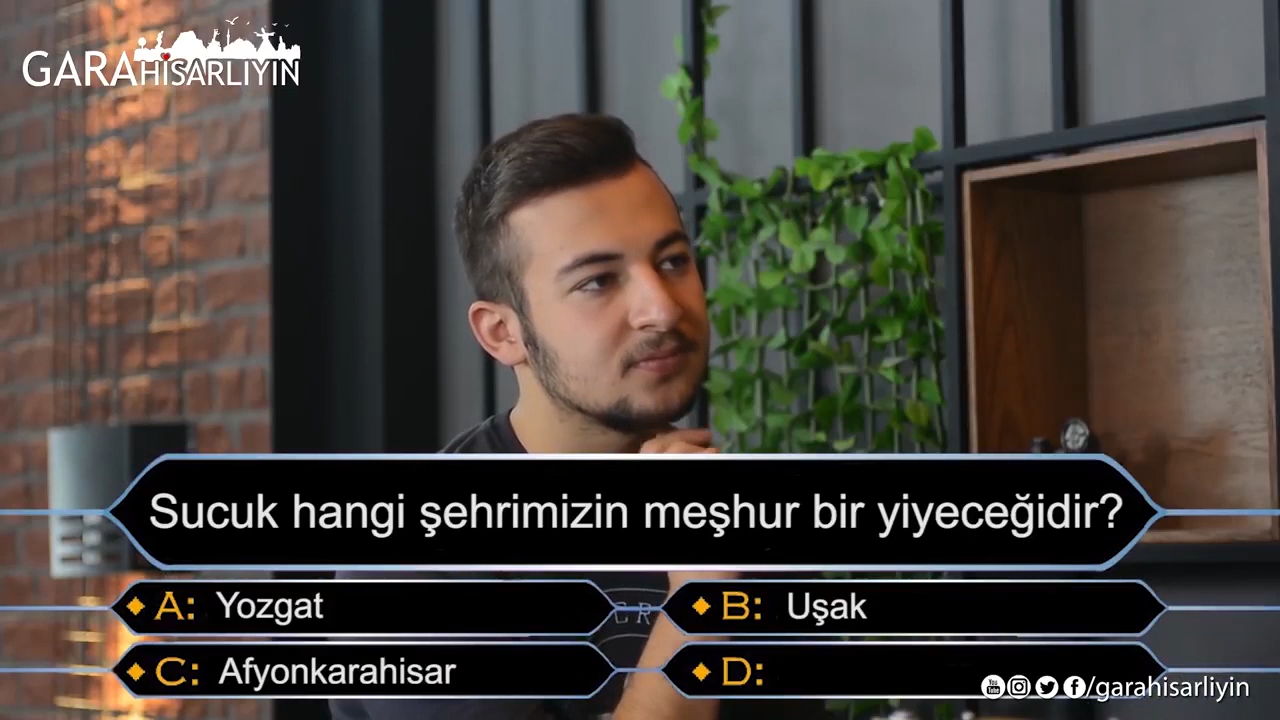 GARAHİSARLIYIN
Sucuk hangi şehrimizin meşhur bir yiyeceğidir?
A: Yozgat
B: Uşak
C: Afyonkarahisar
D:
/garahisarliyin